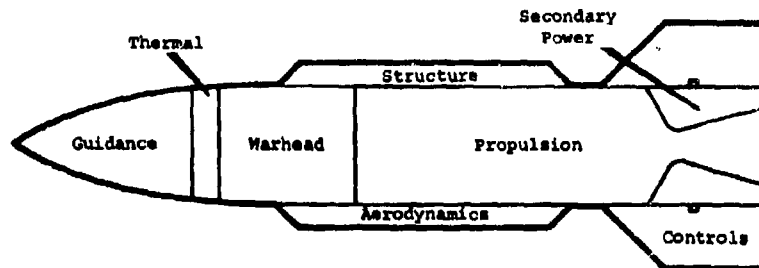 Secondary
Power
Thermal
Structure
Guidance
Warhead
Propulsion
Aerodynamics
Controls